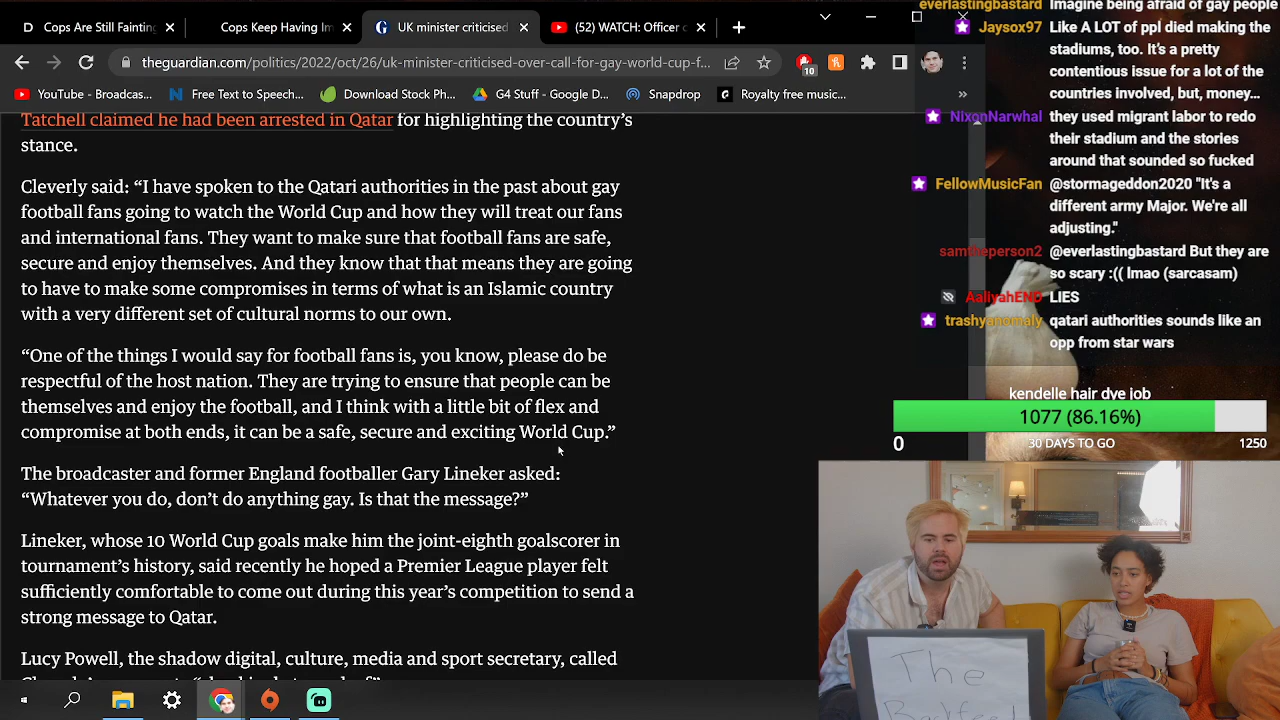 D Cops Are Still Fainting
Cops Keep Having Im
UK minister criticised
(52) WATCH: Officer c
theguardian.com/politics/2022/oct/26/uk-minister-criticised-over-call-for-gay-world-cup-f...
10
YouTube - Broadcas...
Free Text to Speech...
Download Stock Ph...
G4 Stuff - Google D...
Snapdrop
Royalty free music...
»
Tatchell claimed he had been arrested in Qatar for highlighting the country’s
stance.
Cleverly said: “I have spoken to the Qatari authorities in the past about gay
football fans going to watch the World Cup and how they will treat our fans
and international fans. They want to make sure that football fans are safe,
secure and enjoy themselves. And they know that that means they are going
to have to make some compromises in terms of what is an Islamic country
with a very different set of cultural norms to our own.
“One of the things I would say for football fans is, you know, please do be
respectful of the host nation. They are trying to ensure that people can be
themselves and enjoy the football, and I think with a little bit of flex and
compromise at both ends, it can be a safe, secure and exciting World Cup.”
The broadcaster and former England footballer Gary Lineker asked:
“Whatever you do, don’t do anything gay. Is that the message?”
Lineker, whose 10 World Cup goals make him the joint-eighth goalscorer in
tournament’s history, said recently he hoped a Premier League player felt
sufficiently comfortable to come out during this year’s competition to send a
strong message to Qatar.
Lucy Powell, the shadow digital, culture, media and sport secretary, called
everlastingbastard Imagine being afraid of gay people
Jaysox97 Like A LOT of ppl died making the
stadiums, too. It’s a pretty
contentious issue for a lot of the
countries involved, but, money...
NixonNarwhal they used migrant labor to redo
their stadium and the stories
around that sounded so fucked
FellowMusicFan @stormageddon2020 "It's a
different army Major. We're all
adjusting."
samtheperson2 @everlastingbastard But they are
so scary :(( lmao (sarcasam)
AaliyahEND LIES
trashyanomaly qatari authorities sounds like an
opp from star wars
kendelle hair dye job
1077 (86.16%)
0 30 DAYS TO GO 1250
The